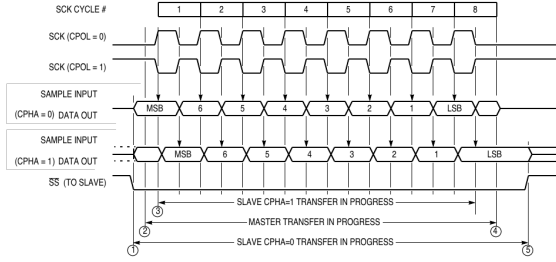 SCK CYCLE # 1 2 3 4 5 6 7 8
SCK (CPOL = 0)
SCK (CPOL = 1)
SAMPLE INPUT
(CPHA = 0) DATA OUT MSB 6 5 4 3 2 1 LSB
SAMPLE INPUT
(CPHA = 1) DATA OUT MSB 6 5 4 3 2 1 LSB
SS (TO SLAVE)
SLAVE CPHA=1 TRANSFER IN PROGRESS
3
MASTER TRANSFER IN PROGRESS
2 4
SLAVE CPHA=0 TRANSFER IN PROGRESS
1 5